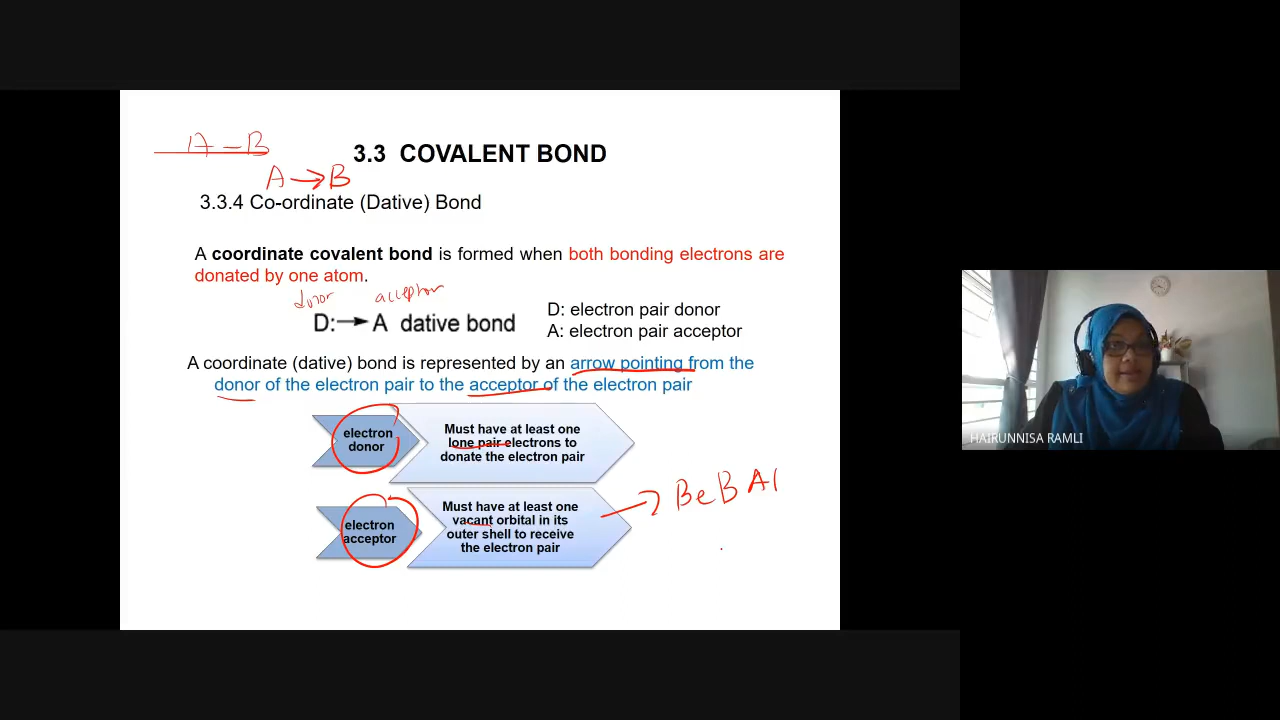 A – B
3.3 COVALENT BOND
A → B
3.3.4 Co-ordinate (Dative) Bond
A coordinate covalent bond is formed when both bonding electrons are
donated by one atom.
donor acceptor
D:→ A dative bond
D: electron pair donor
A: electron pair acceptor
A coordinate (dative) bond is represented by an arrow pointing from the
donor of the electron pair to the acceptor of the electron pair
electron
donor
Must have at least one
lone pair electrons to
donate the electron pair
electron
acceptor
Must have at least one
vacant orbital in its
outer shell to receive
the electron pair
→ Be B Al
HAIRUNNISA RAMLI